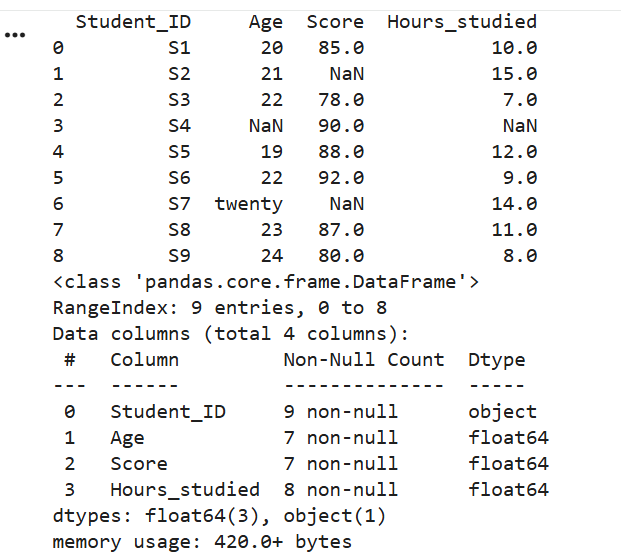 Student_ID     Age  Score  Hours_studied
0         S1      20   85.0           10.0
1         S2      21    NaN           15.0
2         S3      22   78.0            7.0
3         S4     NaN   90.0            NaN
4         S5      19   88.0           12.0
5         S6      22   92.0            9.0
6         S7  twenty    NaN           14.0
7         S8      23   87.0           11.0
8         S9      24   80.0            8.0
<class 'pandas.core.frame.DataFrame'>
RangeIndex: 9 entries, 0 to 8
Data columns (total 4 columns):
 #   Column         Non-Null Count  Dtype
---  ------         --------------  -----
 0   Student_ID     9 non-null      object
 1   Age            7 non-null      float64
 2   Score          7 non-null      float64
 3   Hours_studied  8 non-null      float64
dtypes: float64(3), object(1)
memory usage: 420.0+ bytes